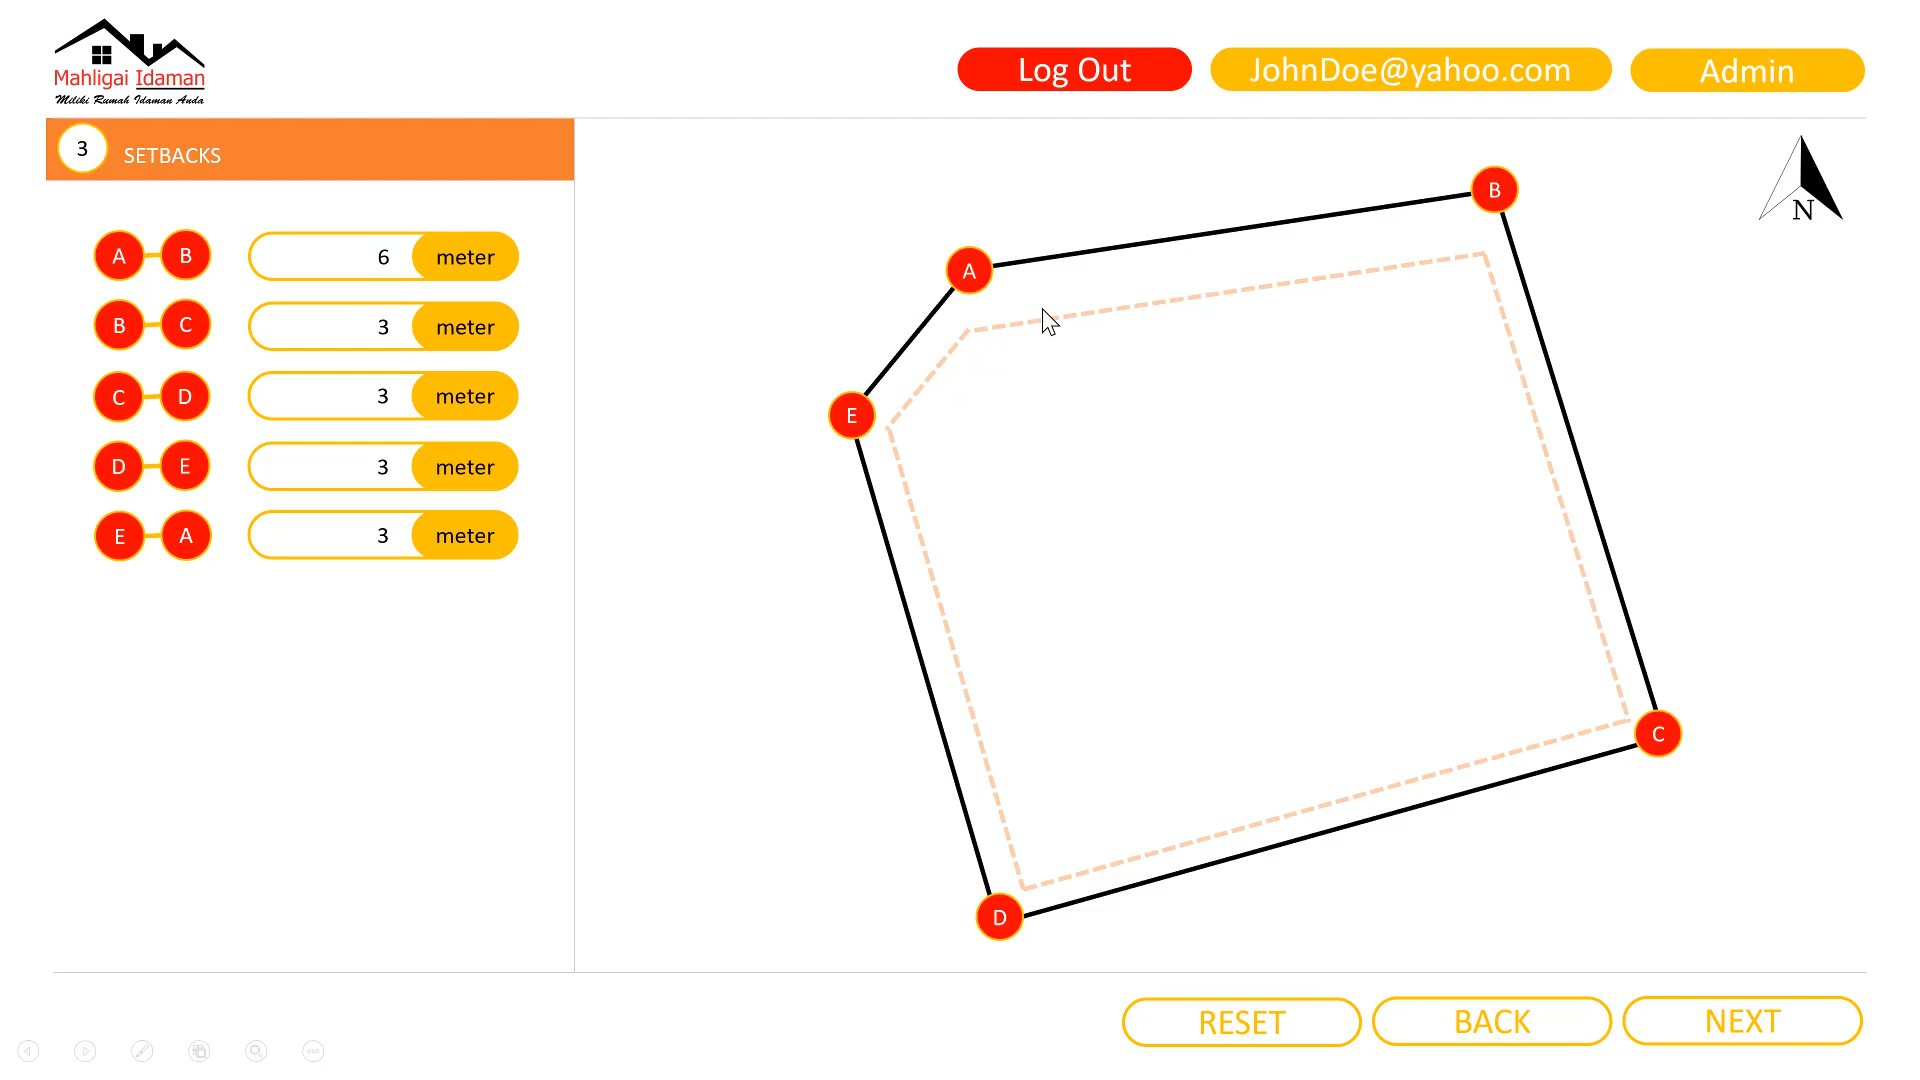 Mahligai Idaman
Miliki Rumah Idaman Anda
Log Out
JohnDoe@yahoo.com
Admin
3
SETBACKS
A B 6 meter
B C 3 meter
C D 3 meter
D E 3 meter
E A 3 meter
N
B
A
E
C
D
RESET
BACK
NEXT